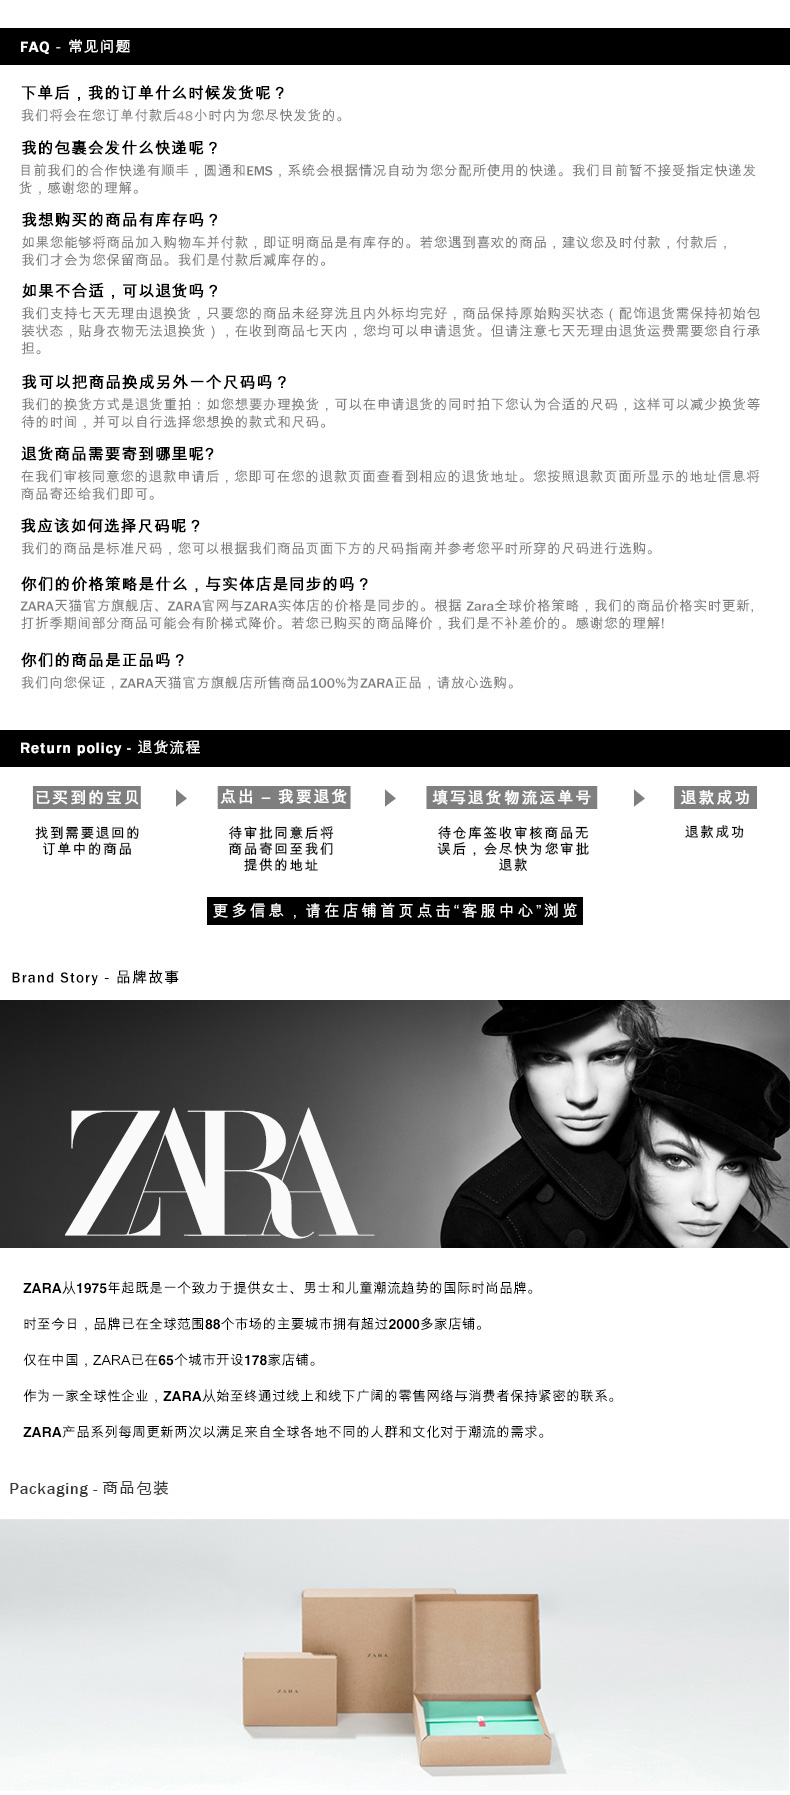 FAQ - 常见问题
下单后，我的订单什么时候发货呢？
我们将会在您订单付款后48小时内为您尽快发货的。
我的包裹会发什么快递呢？
目前我们的合作快递有顺丰，圆通和EMS，系统会根据情况自动为您分配所使用的快递。我们目前暂不接受指定快递发
货，感谢您的理解。
我想购买的商品有库存吗？
如果您能够将商品加入购物车并付款，即证明商品是有库存的。若您遇到喜欢的商品，建议您及时付款，付款后，
我们才会为您保留商品。我们是付款后减库存的。
如果不合适，可以退货吗？
我们支持七天无理由退换货，只要您的商品未经穿洗且内外标均完好，商品保持原始购买状态（配饰退货需保持初始包
装状态，贴身衣物无法退换货），在收到商品七天内，您均可以申请退货。但请注意七天无理由退货运费需要您自行承
担。
我可以把商品换成另外一个尺码吗？
我们的换货方式是退货重拍：如您想要办理换货，可以在申请退货的同时拍下您认为合适的尺码，这样可以减少换货等
待的时间，并可以自行选择您想换的款式和尺码。
退货商品需要寄到哪里呢?
在我们审核同意您的退款申请后，您即可在您的退款页面查看到相应的退货地址。您按照退款页面所显示的地址信息将
商品寄还给我们即可。
我应该如何选择尺码呢？
我们的商品是标准尺码，您可以根据我们商品页面下方的尺码指南并参考您平时所穿的尺码进行选购。
你们的价格策略是什么，与实体店是同步的吗？
ZARA天猫官方旗舰店、ZARA官网与ZARA实体店的价格是同步的。根据 Zara全球价格策略，我们的商品价格实时更新,
打折季期间部分商品可能会有阶梯式降价。若您已购买的商品降价，我们是不补差价的。感谢您的理解!
你们的商品是正品吗？
我们向您保证，ZARA天猫官方旗舰店所售商品100%为ZARA正品，请放心选购。
Return policy - 退货流程
已买到的宝贝
点出 – 我要退货
填写退货物流运单号
退款成功
找到需要退回的
订单中的商品
待审批同意后将
商品寄回至我们
提供的地址
待仓库签收审核商品无
误后，会尽快为您审批
退款
退款成功
更多信息，请在店铺首页点击“客服中心”浏览
Brand Story - 品牌故事
ZARA
ZARA从1975年起既是一个致力于提供女士、男士和儿童潮流趋势的国际时尚品牌。
时至今日，品牌已在全球范围88个市场的主要城市拥有超过2000多家店铺。
仅在中国，ZARA已在65个城市开设178家店铺。
作为一家全球性企业，ZARA从始至终通过线上和线下广阔的零售网络与消费者保持紧密的联系。
ZARA产品系列每周更新两次以满足来自全球各地不同的人群和文化对于潮流的需求。
Packaging - 商品包装
ZARA
ZARA